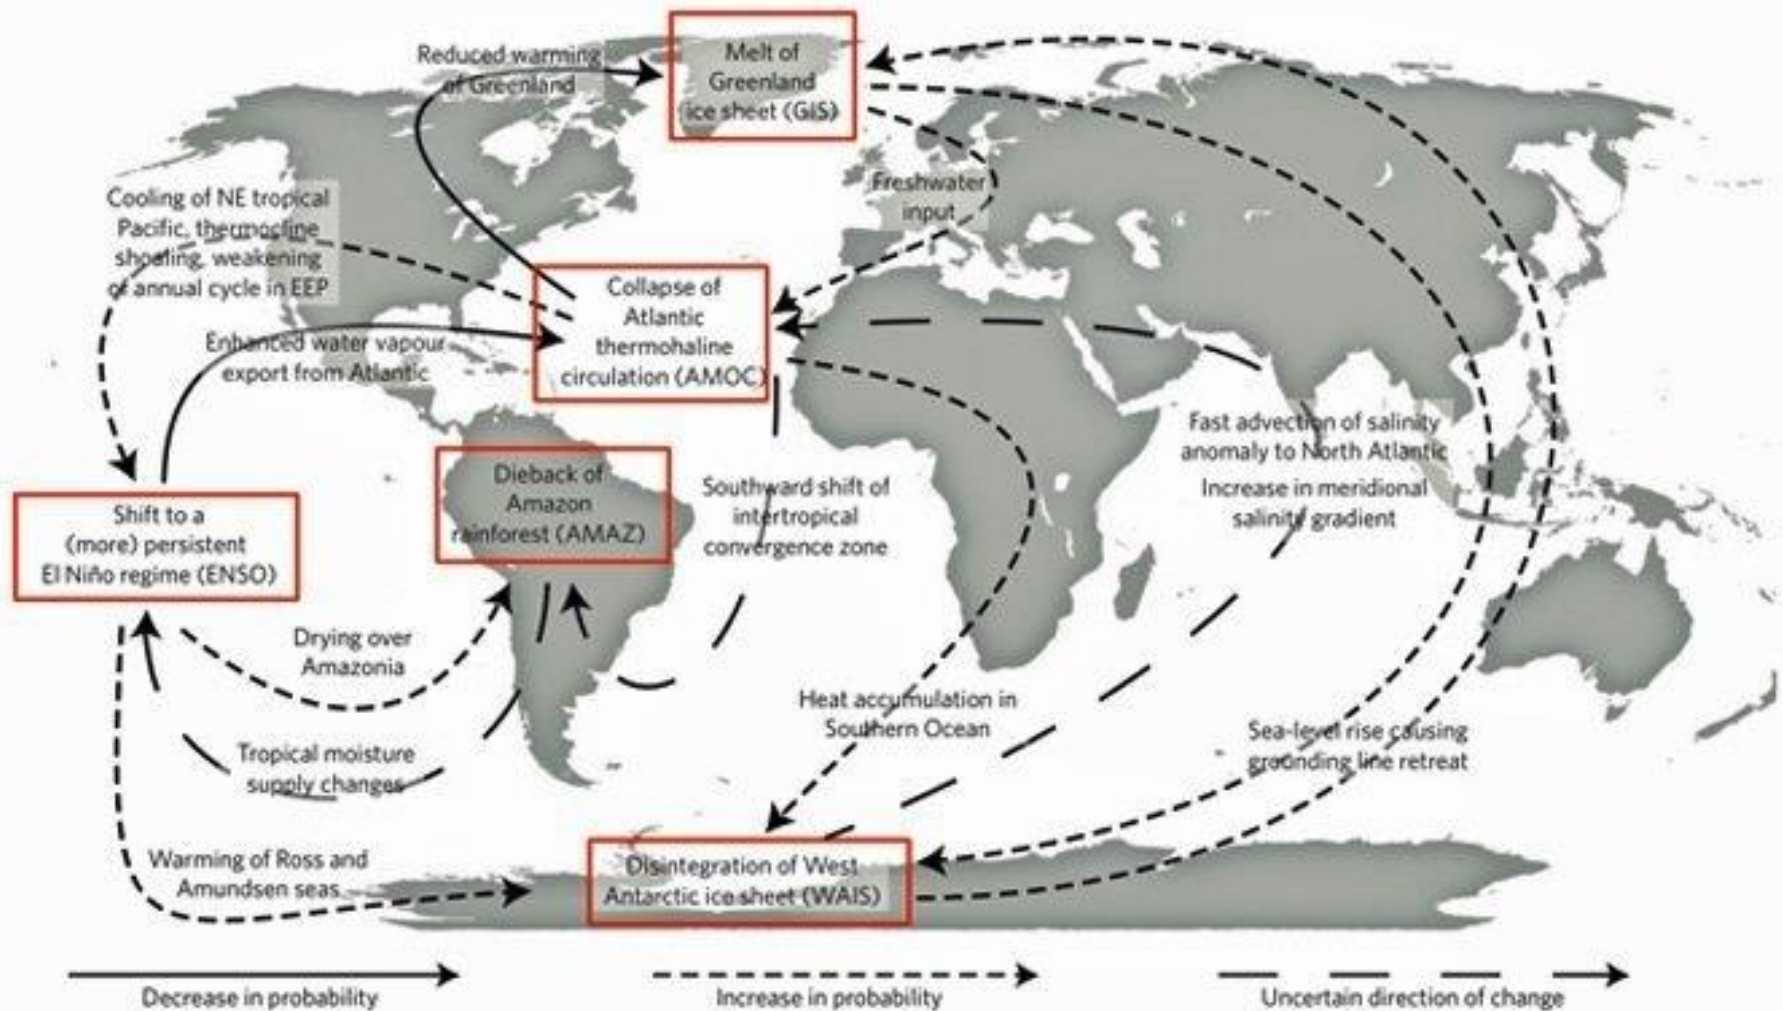 Reduced warming
of Greenland
Melt of
Greenland
ice sheet (GIS)
Cooling of NE tropical
Pacific, thermocline
shoaling, weakening
of annual cycle in EEP
Freshwater
input
Collapse of
Atlantic
thermohaline
circulation (AMOC)
Enhanced water vapour
export from Atlantic
Fast advection of salinity
anomaly to North Atlantic
Increase in meridional
salinity gradient
Dieback of
Amazon
rainforest (AMAZ)
Southward shift of
intertropical
convergence zone
Shift to a
(more) persistent
El Niño regime (ENSO)
Drying over
Amazonia
Heat accumulation in
Southern Ocean
Tropical moisture
supply changes
Sea-level rise causing
grounding line retreat
Warming of Ross and
Amundsen seas
Disintegration of West
Antarctic ice sheet (WAIS)
Decrease in probability
Increase in probability
Uncertain direction of change